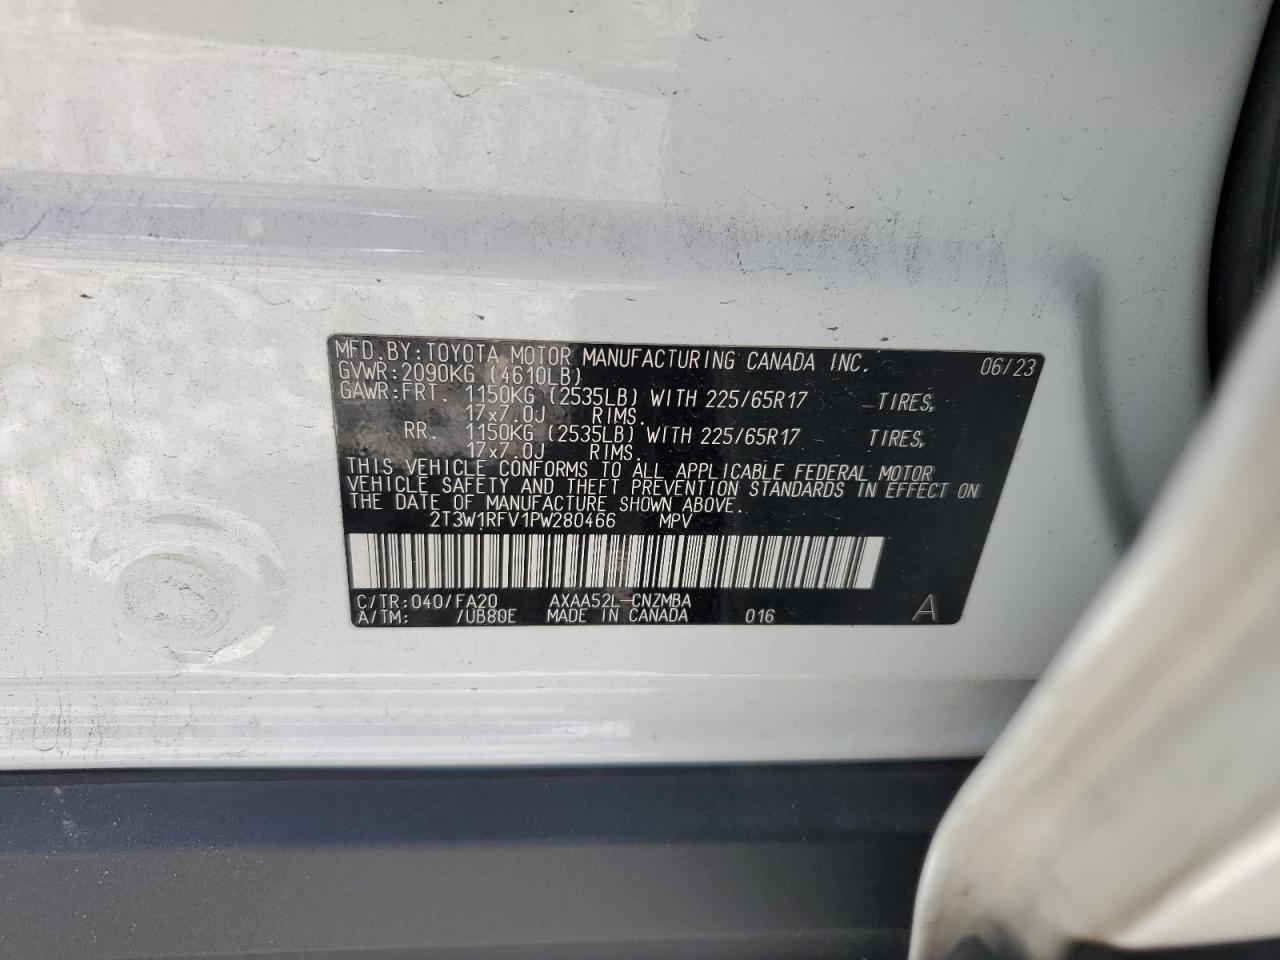 MFD.BY:TOYOTA MOTOR MANUFACTURING CANADA INC. 06/23
GVWR:2090KG (4610LB)
GAWR:FRT. 1150KG (2535LB) WITH 225/65R17 TIRES,
17x7.0J RIMS.
RR. 1150KG (2535LB) WITH 225/65R17 TIRES,
17x7.0J RIMS.
THIS VEHICLE CONFORMS TO ALL APPLICABLE FEDERAL MOTOR
VEHICLE SAFETY AND THEFT PREVENTION STANDARDS IN EFFECT ON
THE DATE OF MANUFACTURE SHOWN ABOVE.
2T3W1RFV1PW280466 MPV
C/TR:040/FA20 AXAA52L-CNZMBA
A/TM: /UB80E MADE IN CANADA 016 A